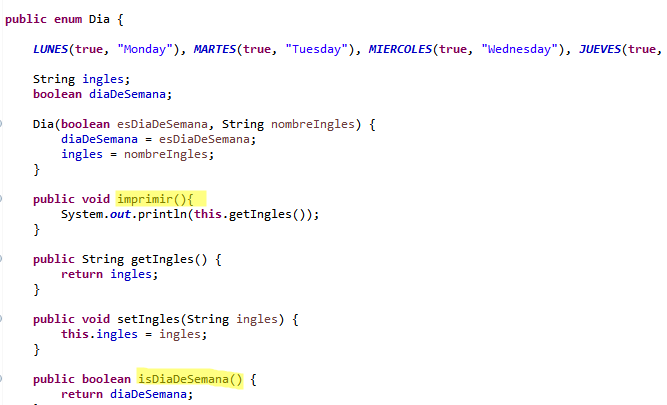 public enum Dia {
LUNES(true, "Monday"), MARTES(true, "Tuesday"), MIERCOLES(true, "Wednesday"), JUEVES(true,
String ingles;
boolean diaDeSemana;
Dia(boolean esDiaDeSemana, String nombreIngles) {
diaDeSemana = esDiaDeSemana;
ingles = nombreIngles;
}
public void imprimir(){
System.out.println(this.getIngles());
}
public String getIngles() {
return ingles;
}
public void setIngles(String ingles) {
this.ingles = ingles;
}
public boolean isDiaDeSemana() {
return diaDeSemana;